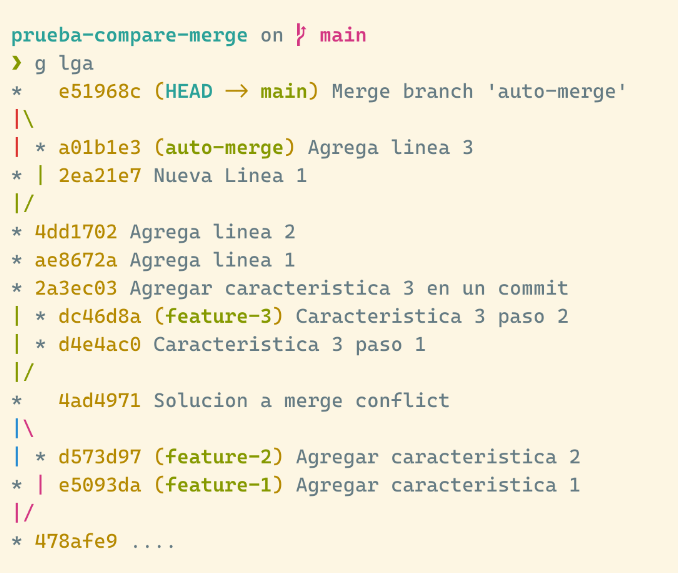 prueba-compare-merge on main
❯ g lga
*   e51968c (HEAD -> main) Merge branch 'auto-merge'
|\
| * a01b1e3 (auto-merge) Agrega linea 3
* | 2ea21e7 Nueva Linea 1
|/
* 4dd1702 Agrega linea 2
* ae8672a Agrega linea 1
* 2a3ec03 Agregar caracteristica 3 en un commit
| * dc46d8a (feature-3) Caracteristica 3 paso 2
| * d4e4ac0 Caracteristica 3 paso 1
|/
*   4ad4971 Solucion a merge conflict
|\
| * d573d97 (feature-2) Agregar caracteristica 2
* | e5093da (feature-1) Agregar caracteristica 1
|/
* 478afe9 ....